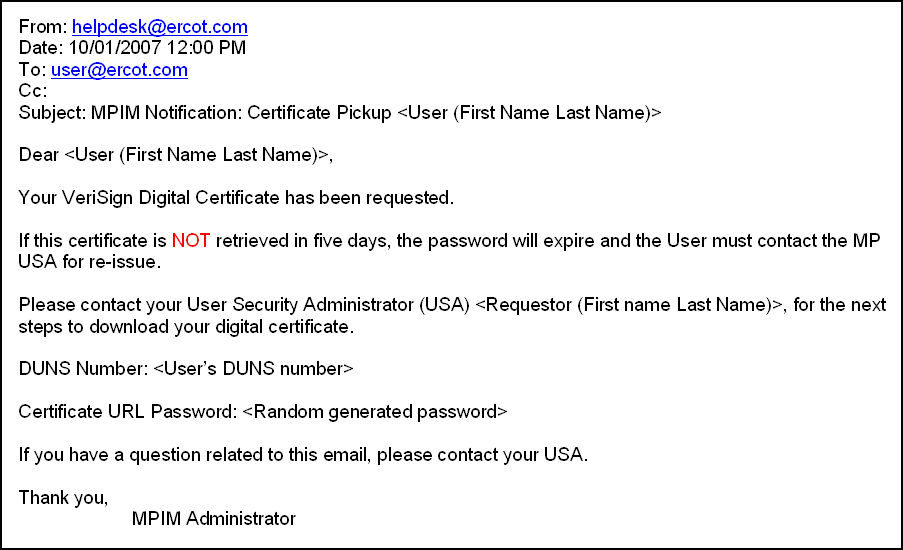 From: helpdesk@ercot.com
Date: 10/01/2007 12:00 PM
To: user@ercot.com
Cc:
Subject: MPIM Notification: Certificate Pickup <User (First Name Last Name)>
Dear <User (First Name Last Name)>,
Your VeriSign Digital Certificate has been requested.
If this certificate is NOT retrieved in five days, the password will expire and the User must contact the MP
USA for re-issue.
Please contact your User Security Administrator (USA) <Requestor (First name Last Name)>, for the next
steps to download your digital certificate.
DUNS Number: <User’s DUNS number>
Certificate URL Password: <Random generated password>
If you have a question related to this email, please contact your USA.
Thank you,
MPIM Administrator